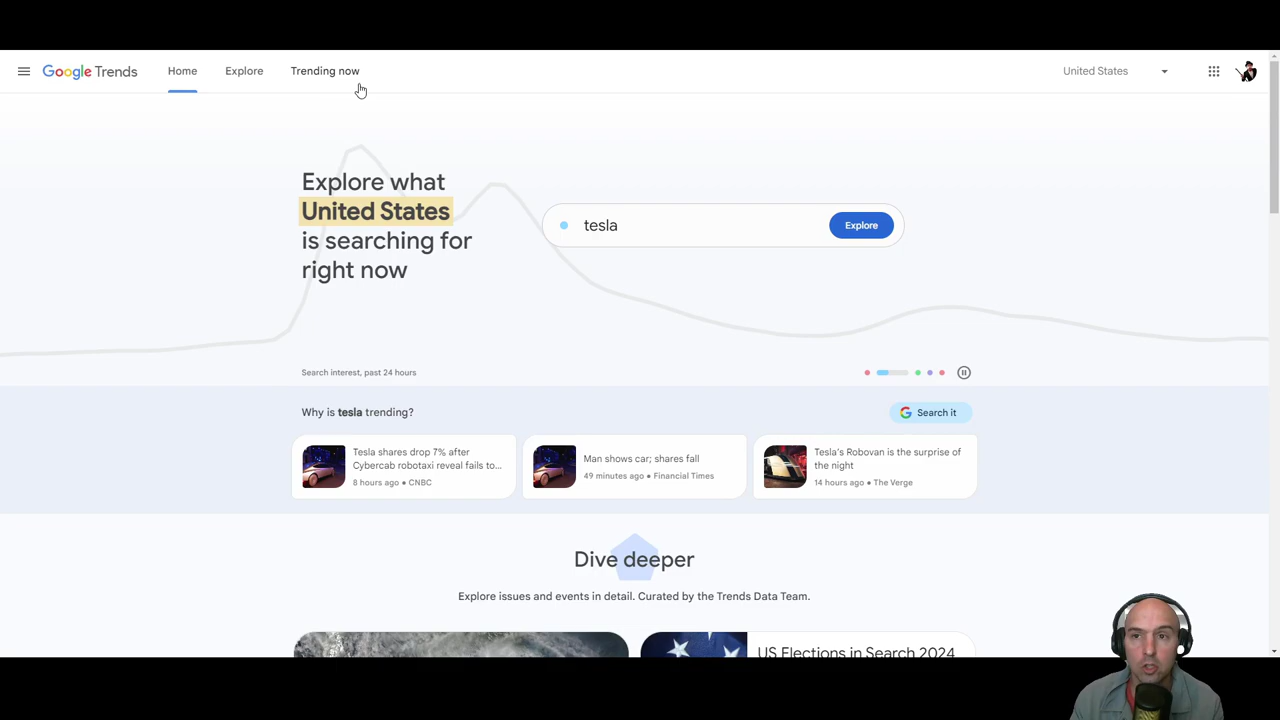 Google Trends
Home
Explore
Trending now
United States
Explore what
United States
is searching for
right now
tesla
Explore
Search interest, past 24 hours
Why is tesla trending?
Search it
Tesla shares drop 7% after
Cybercab robotaxi reveal fails to...
8 hours ago • CNBC
Man shows car; shares fall
49 minutes ago • Financial Times
Tesla's Robovan is the surprise of
the night
14 hours ago • The Verge
Dive deeper
Explore issues and events in detail. Curated by the Trends Data Team.
US Elections in Search 2024